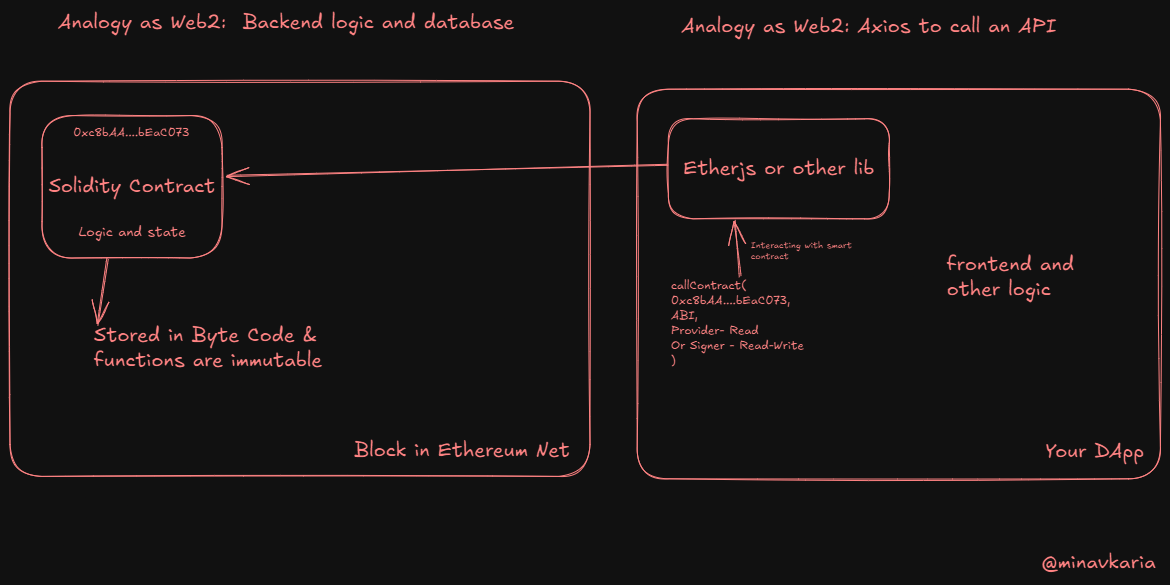 Analogy as Web2:  Backend logic and database
Analogy as Web2: Axios to call an API
0xc8bAA....bEaC073
Solidity Contract
Logic and state
Stored in Byte Code &
functions are immutable
Block in Ethereum Net
Etherjs or other lib
Interacting with smart
contract
callContract(
0xc8bAA....bEaC073,
ABI,
Provider- Read
Or Signer - Read-Write
)
frontend and
other logic
Your DApp
@minavkaria